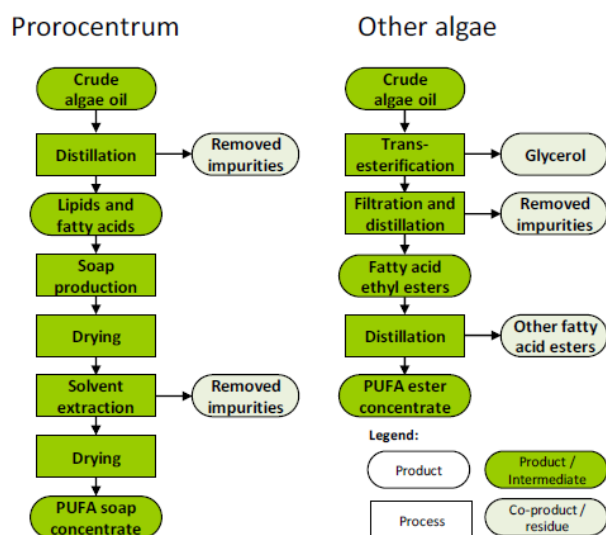 Prorocentrum
Crude
algae oil
Distillation
Removed
impurities
Lipids and
fatty acids
Soap
production
Drying
Solvent
extraction
Removed
impurities
Drying
PUFA soap
concentrate
Other algae
Crude
algae oil
Trans-
esterification
Glycerol
Filtration and
distillation
Removed
impurities
Fatty acid
ethyl esters
Distillation
Other fatty
acid esters
PUFA ester
concentrate
Legend:
Product
Product /
Intermediate
Process
Co-product /
residue